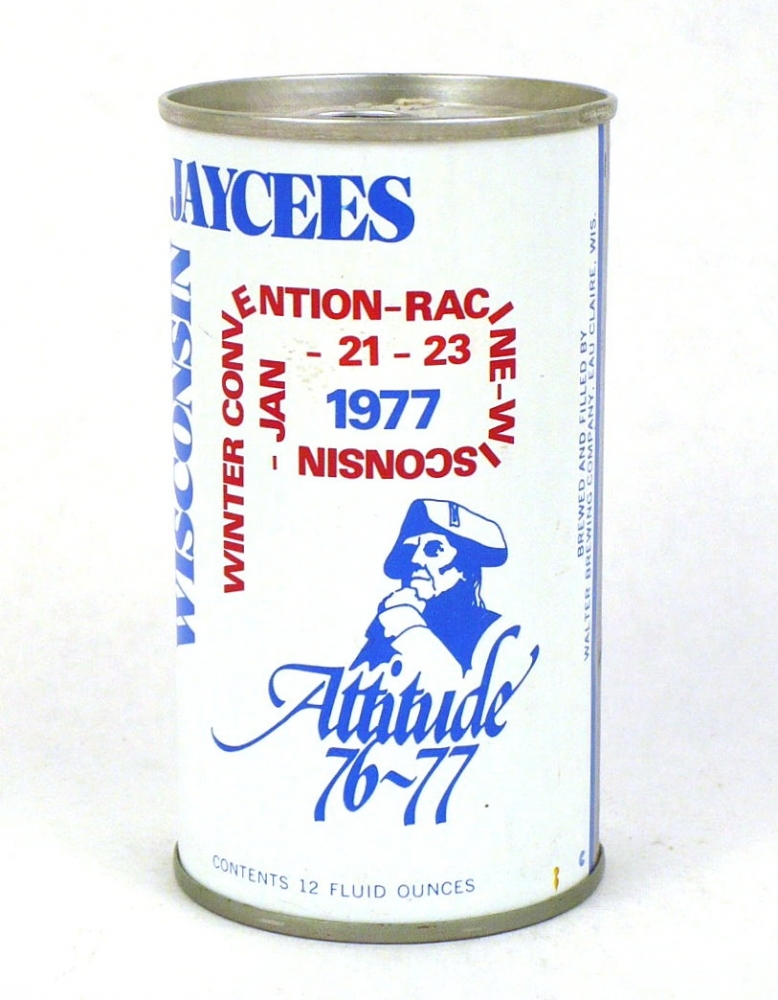 JAYCEES
WISCONSIN
WINTER CONVENTION-RACINE-WISCONSIN
- JAN - 21 - 23
1977
Attitude
76~77
CONTENTS 12 FLUID OUNCES
BREWED AND FILLED BY
WALTER BREWING COMPANY, EAU CLAIRE, WIS.